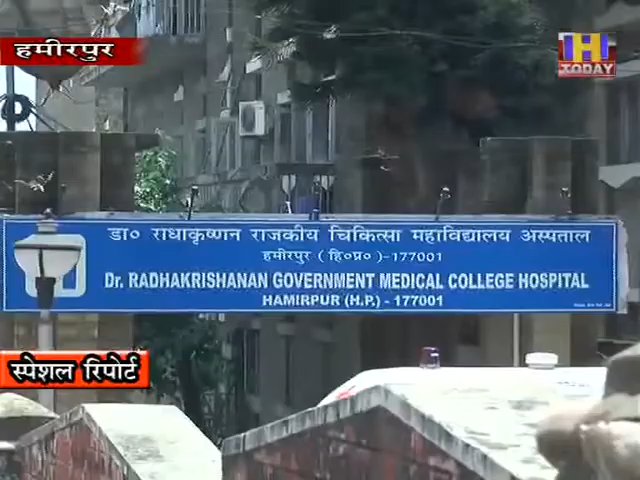 हमीरपुर
H
TODAY
डा० राधाकृष्णन राजकीय चिकित्सा महाविद्यालय अस्पताल
हमीरपुर ( हि०प्र० )-177001
Dr. RADHAKRISHANAN GOVERNMENT MEDICAL COLLEGE HOSPITAL
HAMIRPUR (H.P.) - 177001
स्पेशल रिपोर्ट